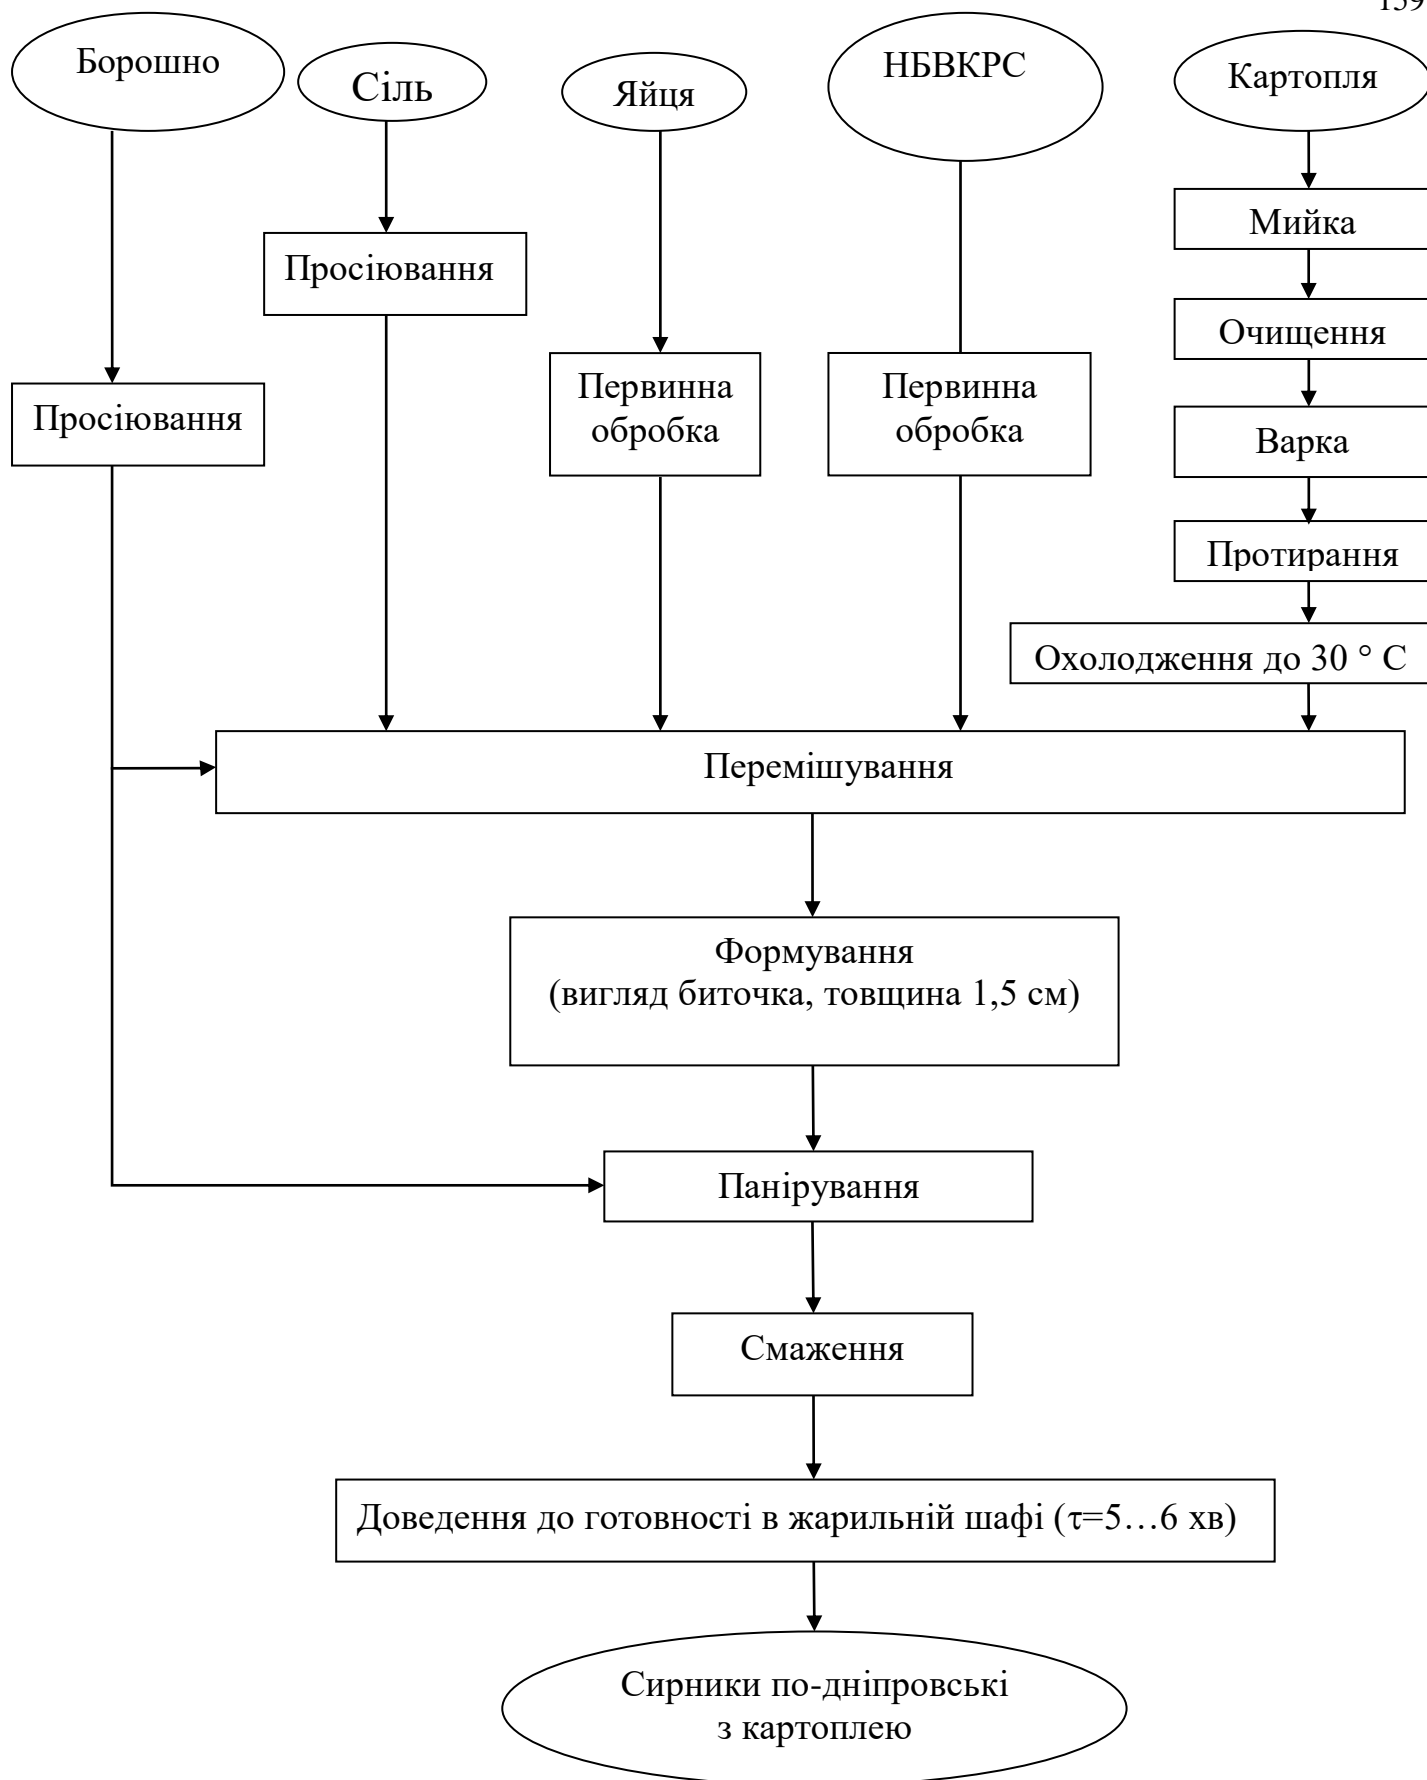 159
Борошно
Сіль
Яйця
НБВКРС
Картопля
Мийка
Просіювання
Очищення
Первинна
обробка
Первинна
обробка
Просіювання
Варка
Протирання
Охолодження до 30 ° С
Перемішування
Формування
(вигляд биточка, товщина 1,5 см)
Панірування
Смаження
Доведення до готовності в жарильній шафі (τ=5…6 хв)
Сирники по-дніпровські
з картоплею